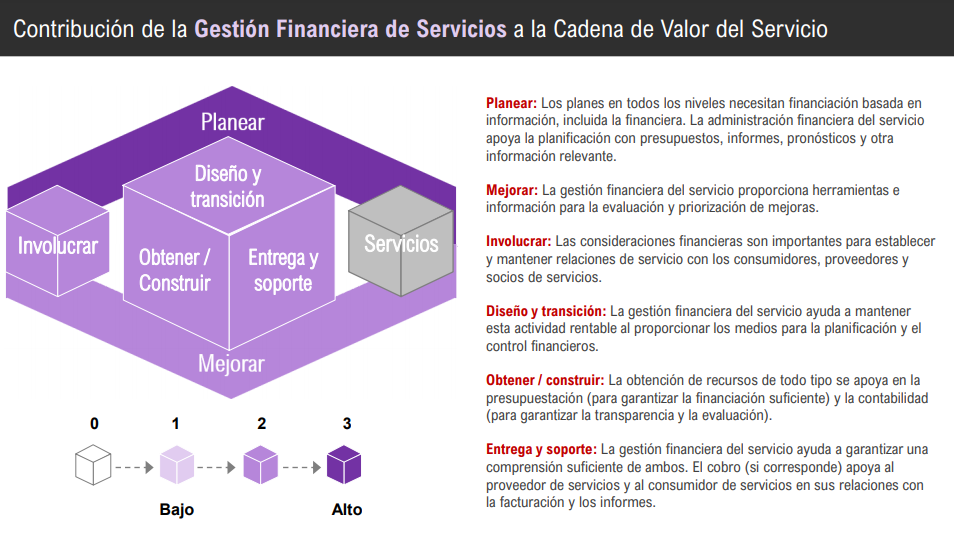 Contribución de la Gestión Financiera de Servicios a la Cadena de Valor del Servicio
Planear
Diseño y
transición
Involucrar
Obtener /
Construir
Entrega y
soporte
Servicios
Mejorar
0
1
2
3
Bajo
Alto
Planear: Los planes en todos los niveles necesitan financiación basada en
información, incluida la financiera. La administración financiera del servicio
apoya la planificación con presupuestos, informes, pronósticos y otra
información relevante.
Mejorar: La gestión financiera del servicio proporciona herramientas e
información para la evaluación y priorización de mejoras.
Involucrar: Las consideraciones financieras son importantes para establecer
y mantener relaciones de servicio con los consumidores, proveedores y
socios de servicios.
Diseño y transición: La gestión financiera del servicio ayuda a mantener
esta actividad rentable al proporcionar los medios para la planificación y el
control financieros.
Obtener / construir: La obtención de recursos de todo tipo se apoya en la
presupuestación (para garantizar la financiación suficiente) y la contabilidad
(para garantizar la transparencia y la evaluación).
Entrega y soporte: La gestión financiera del servicio ayuda a garantizar una
comprensión suficiente de ambos. El cobro (si corresponde) apoya al
proveedor de servicios y al consumidor de servicios en sus relaciones con
la facturación y los informes.